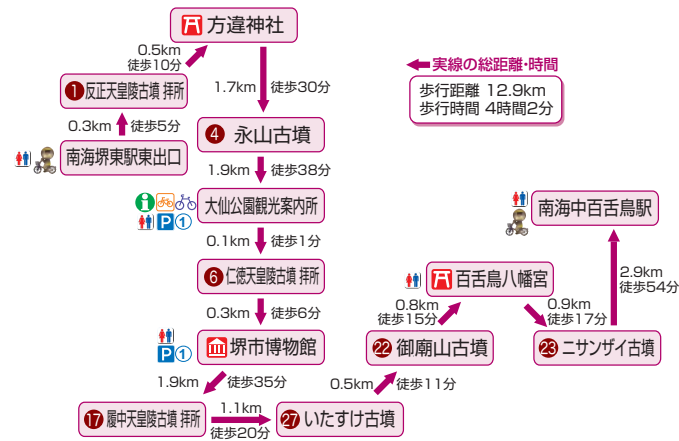 方違神社
0.5km
徒歩10分
1 反正天皇陵古墳 拝所
0.3km 徒歩5分
南海堺東駅東出口
1.7km 徒歩30分
4 永山古墳
1.9km 徒歩38分
大仙公園観光案内所
P 1
0.1km 徒歩1分
6 仁徳天皇陵古墳 拝所
0.3km 徒歩6分
堺市博物館
P 1
1.9km 徒歩35分
17 履中天皇陵古墳 拝所
1.1km
徒歩20分
27 いたすけ古墳
0.5km 徒歩11分
22 御廟山古墳
0.8km
徒歩15分
百舌鳥八幡宮
0.9km
徒歩17分
23 ニサンザイ古墳
2.9km
徒歩54分
南海中百舌鳥駅
実線の総距離・時間
歩行距離 12.9km
歩行時間 4時間2分